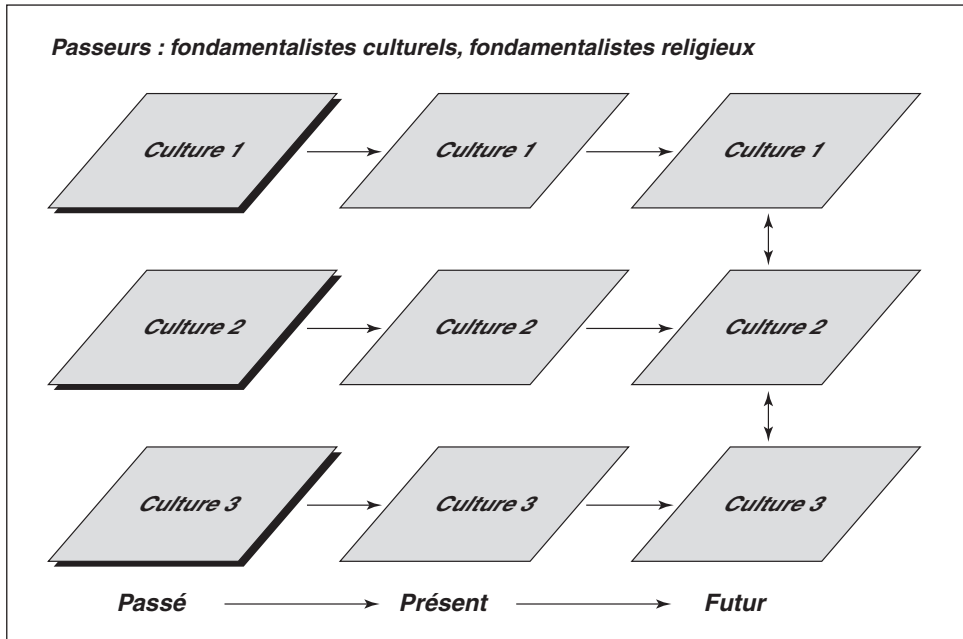 Passeurs : fondamentalistes culturels, fondamentalistes religieux
Culture 1 Culture 1 Culture 1
Culture 2 Culture 2 Culture 2
Culture 3 Culture 3 Culture 3
Passé Présent Futur